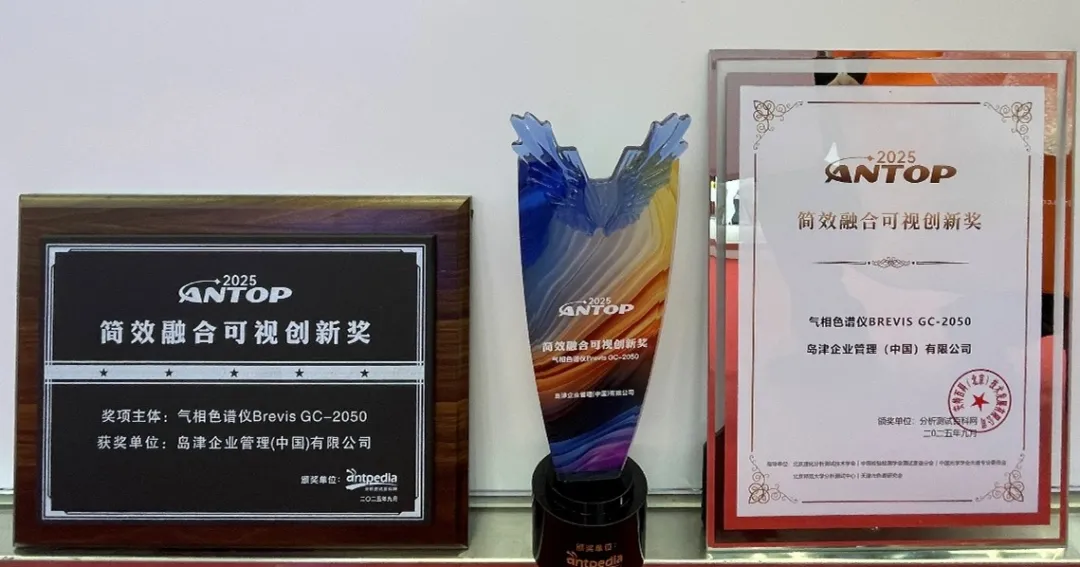 2025
ANTOP
简效融合可视创新奖
奖项主体：气相色谱仪Brevis GC-2050
获奖单位：岛津企业管理(中国)有限公司
颁奖单位：
antpedia
分析测试百科网
二〇二五年九月
2025
ANTOP
简效融合可视创新奖
气相色谱仪Brevis GC-2050
岛津企业管理(中国)有限公司
颁奖单位：
antpedia
2025
ANTOP
简效融合可视创新奖
气相色谱仪BREVIS GC-2050
岛津企业管理（中国）有限公司
颁奖单位：分析测试百科网
二〇二五年九月